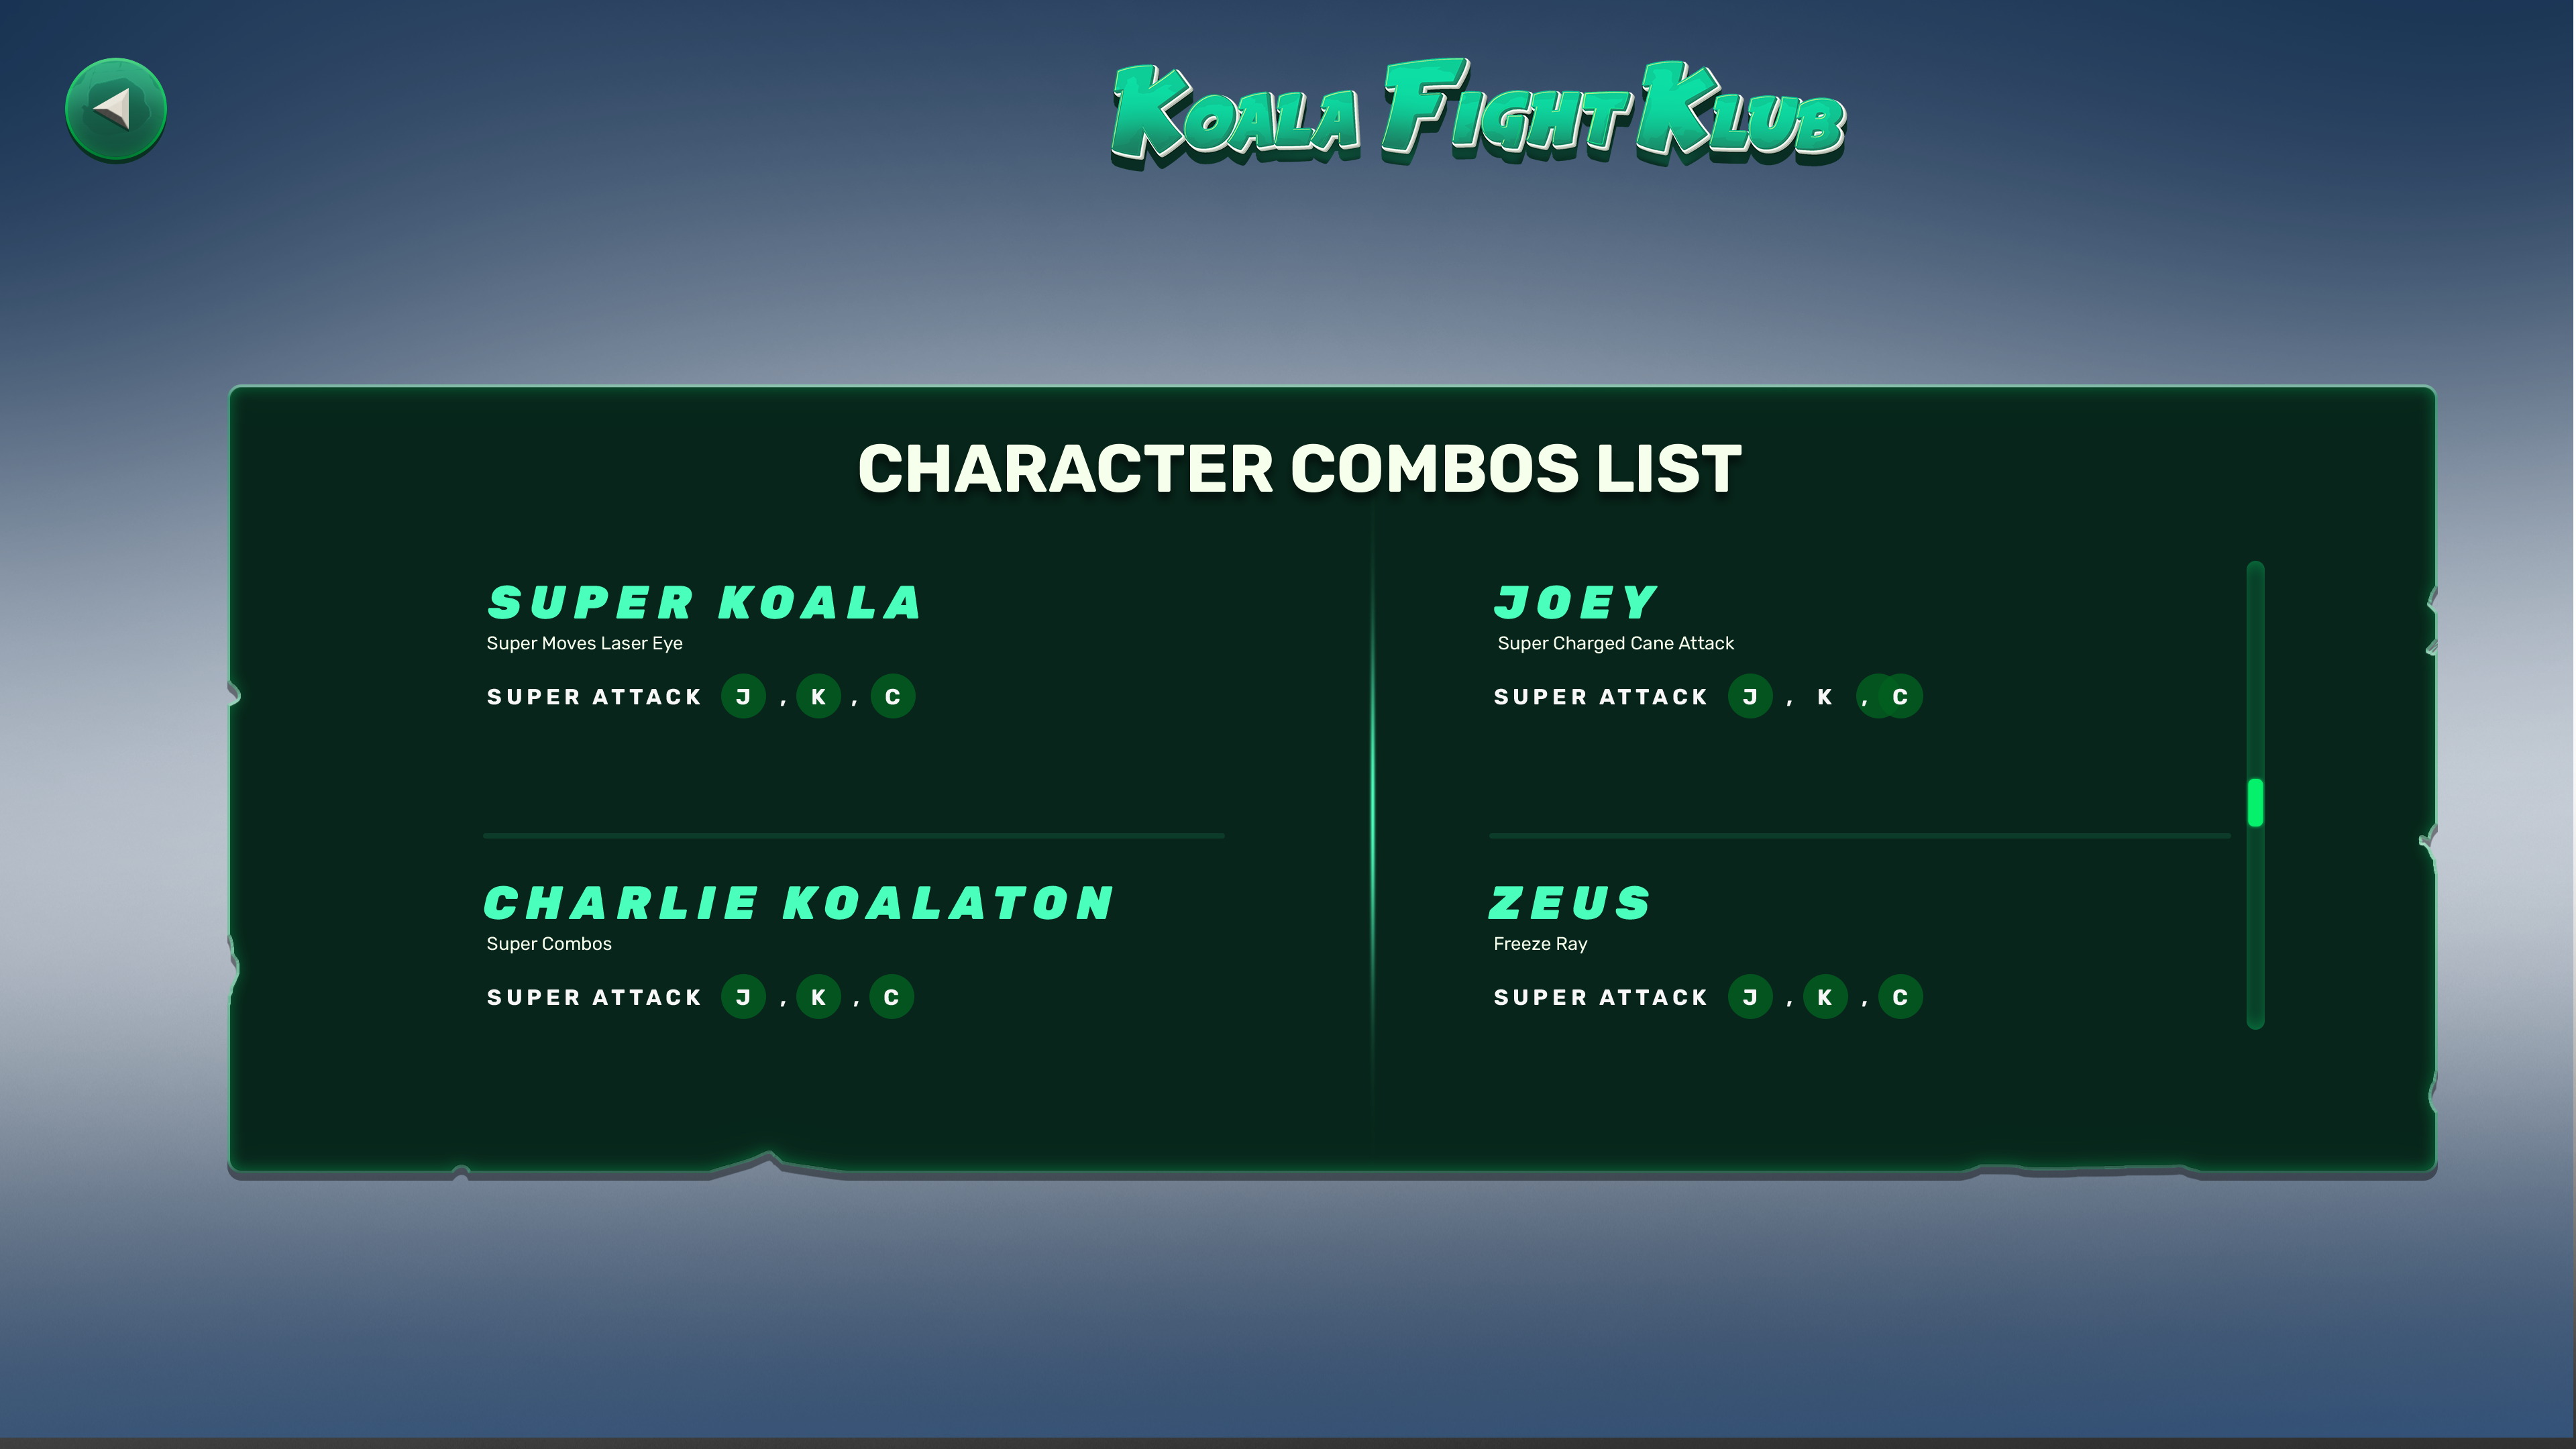 KOALA FIGHT KLUB
CHARACTER COMBOS LIST
SUPER KOALA
Super Moves Laser Eye
SUPER ATTACK J , K , C
JOEY
Super Charged Cane Attack
SUPER ATTACK J , K , C
CHARLIE KOALATON
Super Combos
SUPER ATTACK J , K , C
ZEUS
Freeze Ray
SUPER ATTACK J , K , C